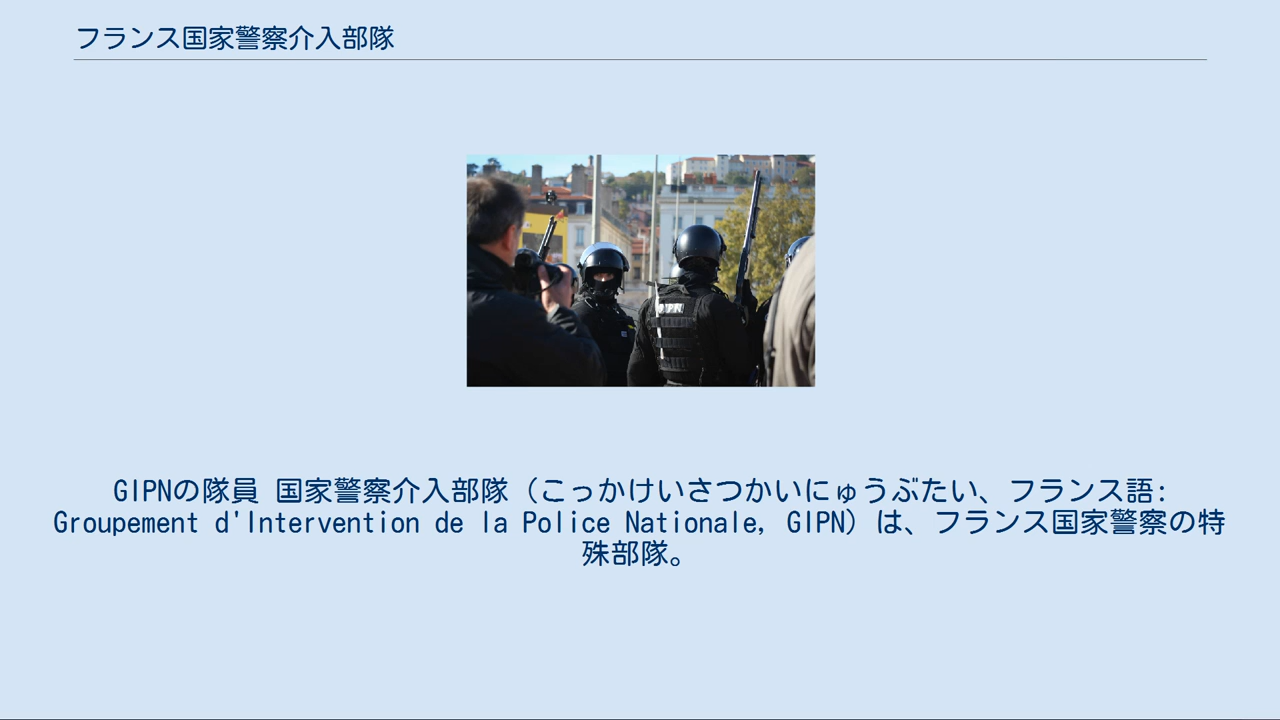 フランス国家警察介入部隊
GIPN
GIPNの隊員 国家警察介入部隊（こっかけいさつかいにゅうぶたい、フランス語:
Groupement d'Intervention de la Police Nationale, GIPN）は、フランス国家警察の特
殊部隊。